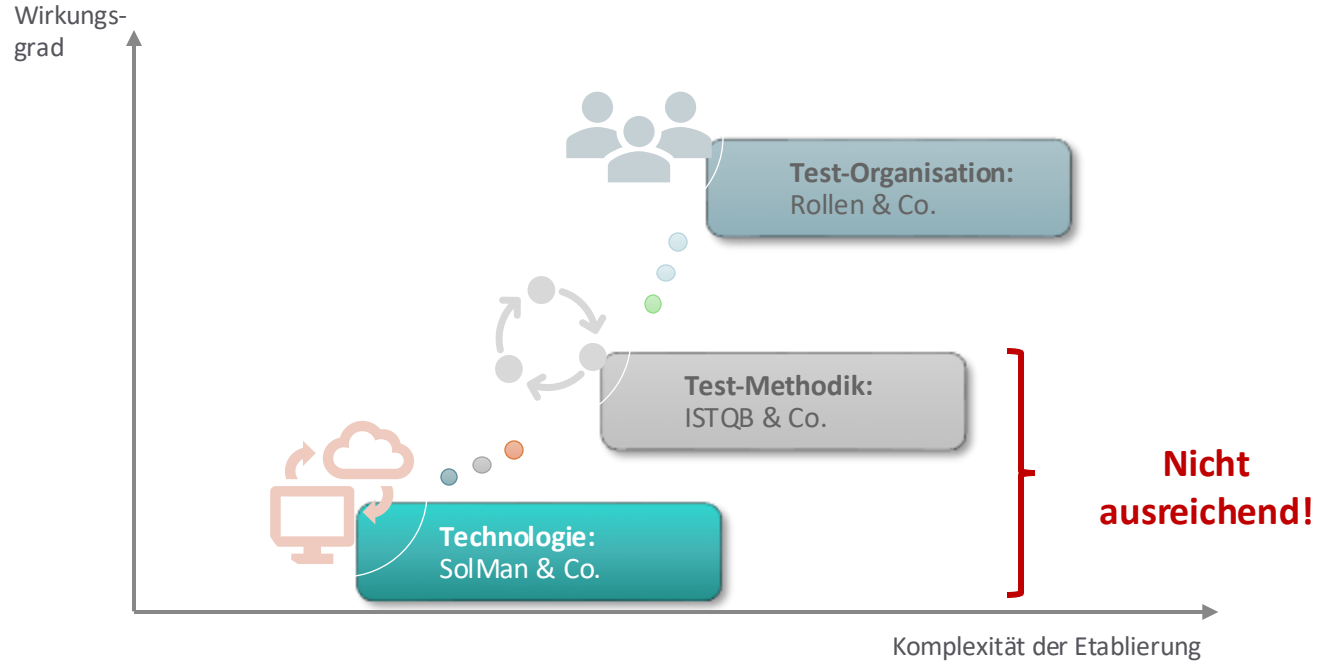 Wirkungs-
grad
Test-Organisation:
Rollen & Co.
Test-Methodik:
ISTQB & Co.
Nicht
ausreichend!
Technologie:
SolMan & Co.
Komplexität der Etablierung